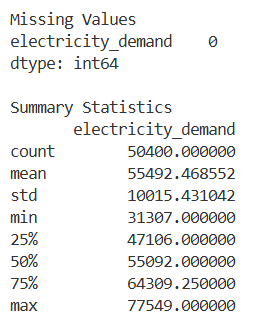 Missing Values
electricity_demand    0
dtype: int64

Summary Statistics
       electricity_demand
count        50400.000000
mean         55492.468552
std          10015.431042
min          31307.000000
25%          47106.000000
50%          55092.000000
75%          64309.250000
max          77549.000000